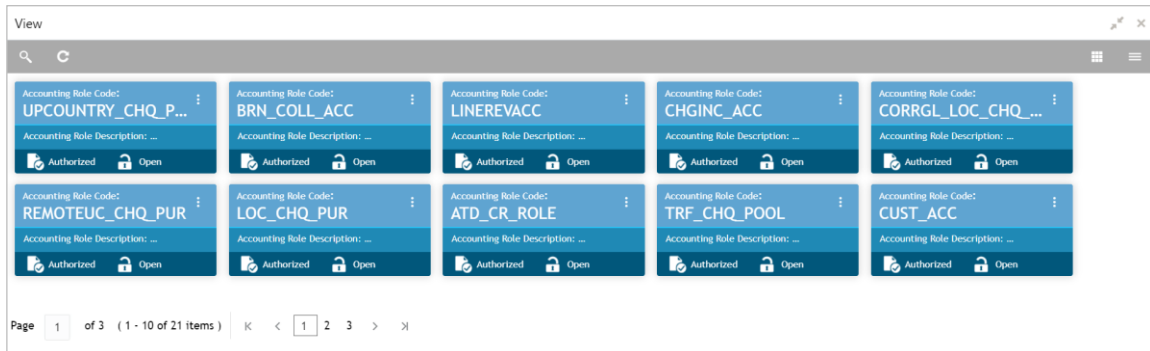 View
Accounting Role Code:
UPCOUNTRY_CHQ_P...
Accounting Role Description: ...
Authorized Open
Accounting Role Code:
BRN_COLL_ACC
Accounting Role Description: ...
Authorized Open
Accounting Role Code:
LINEREVACC
Accounting Role Description: ...
Authorized Open
Accounting Role Code:
CHGINC_ACC
Accounting Role Description: ...
Authorized Open
Accounting Role Code:
CORRGL_LOC_CHQ_...
Accounting Role Description: ...
Authorized Open
Accounting Role Code:
REMOTEUC_CHQ_PUR
Accounting Role Description: ...
Authorized Open
Accounting Role Code:
LOC_CHQ_PUR
Accounting Role Description: ...
Authorized Open
Accounting Role Code:
ATD_CR_ROLE
Accounting Role Description: ...
Authorized Open
Accounting Role Code:
TRF_CHQ_POOL
Accounting Role Description: ...
Authorized Open
Accounting Role Code:
CUST_ACC
Accounting Role Description: ...
Authorized Open
Page 1 of 3 ( 1 - 10 of 21 items ) 1 2 3